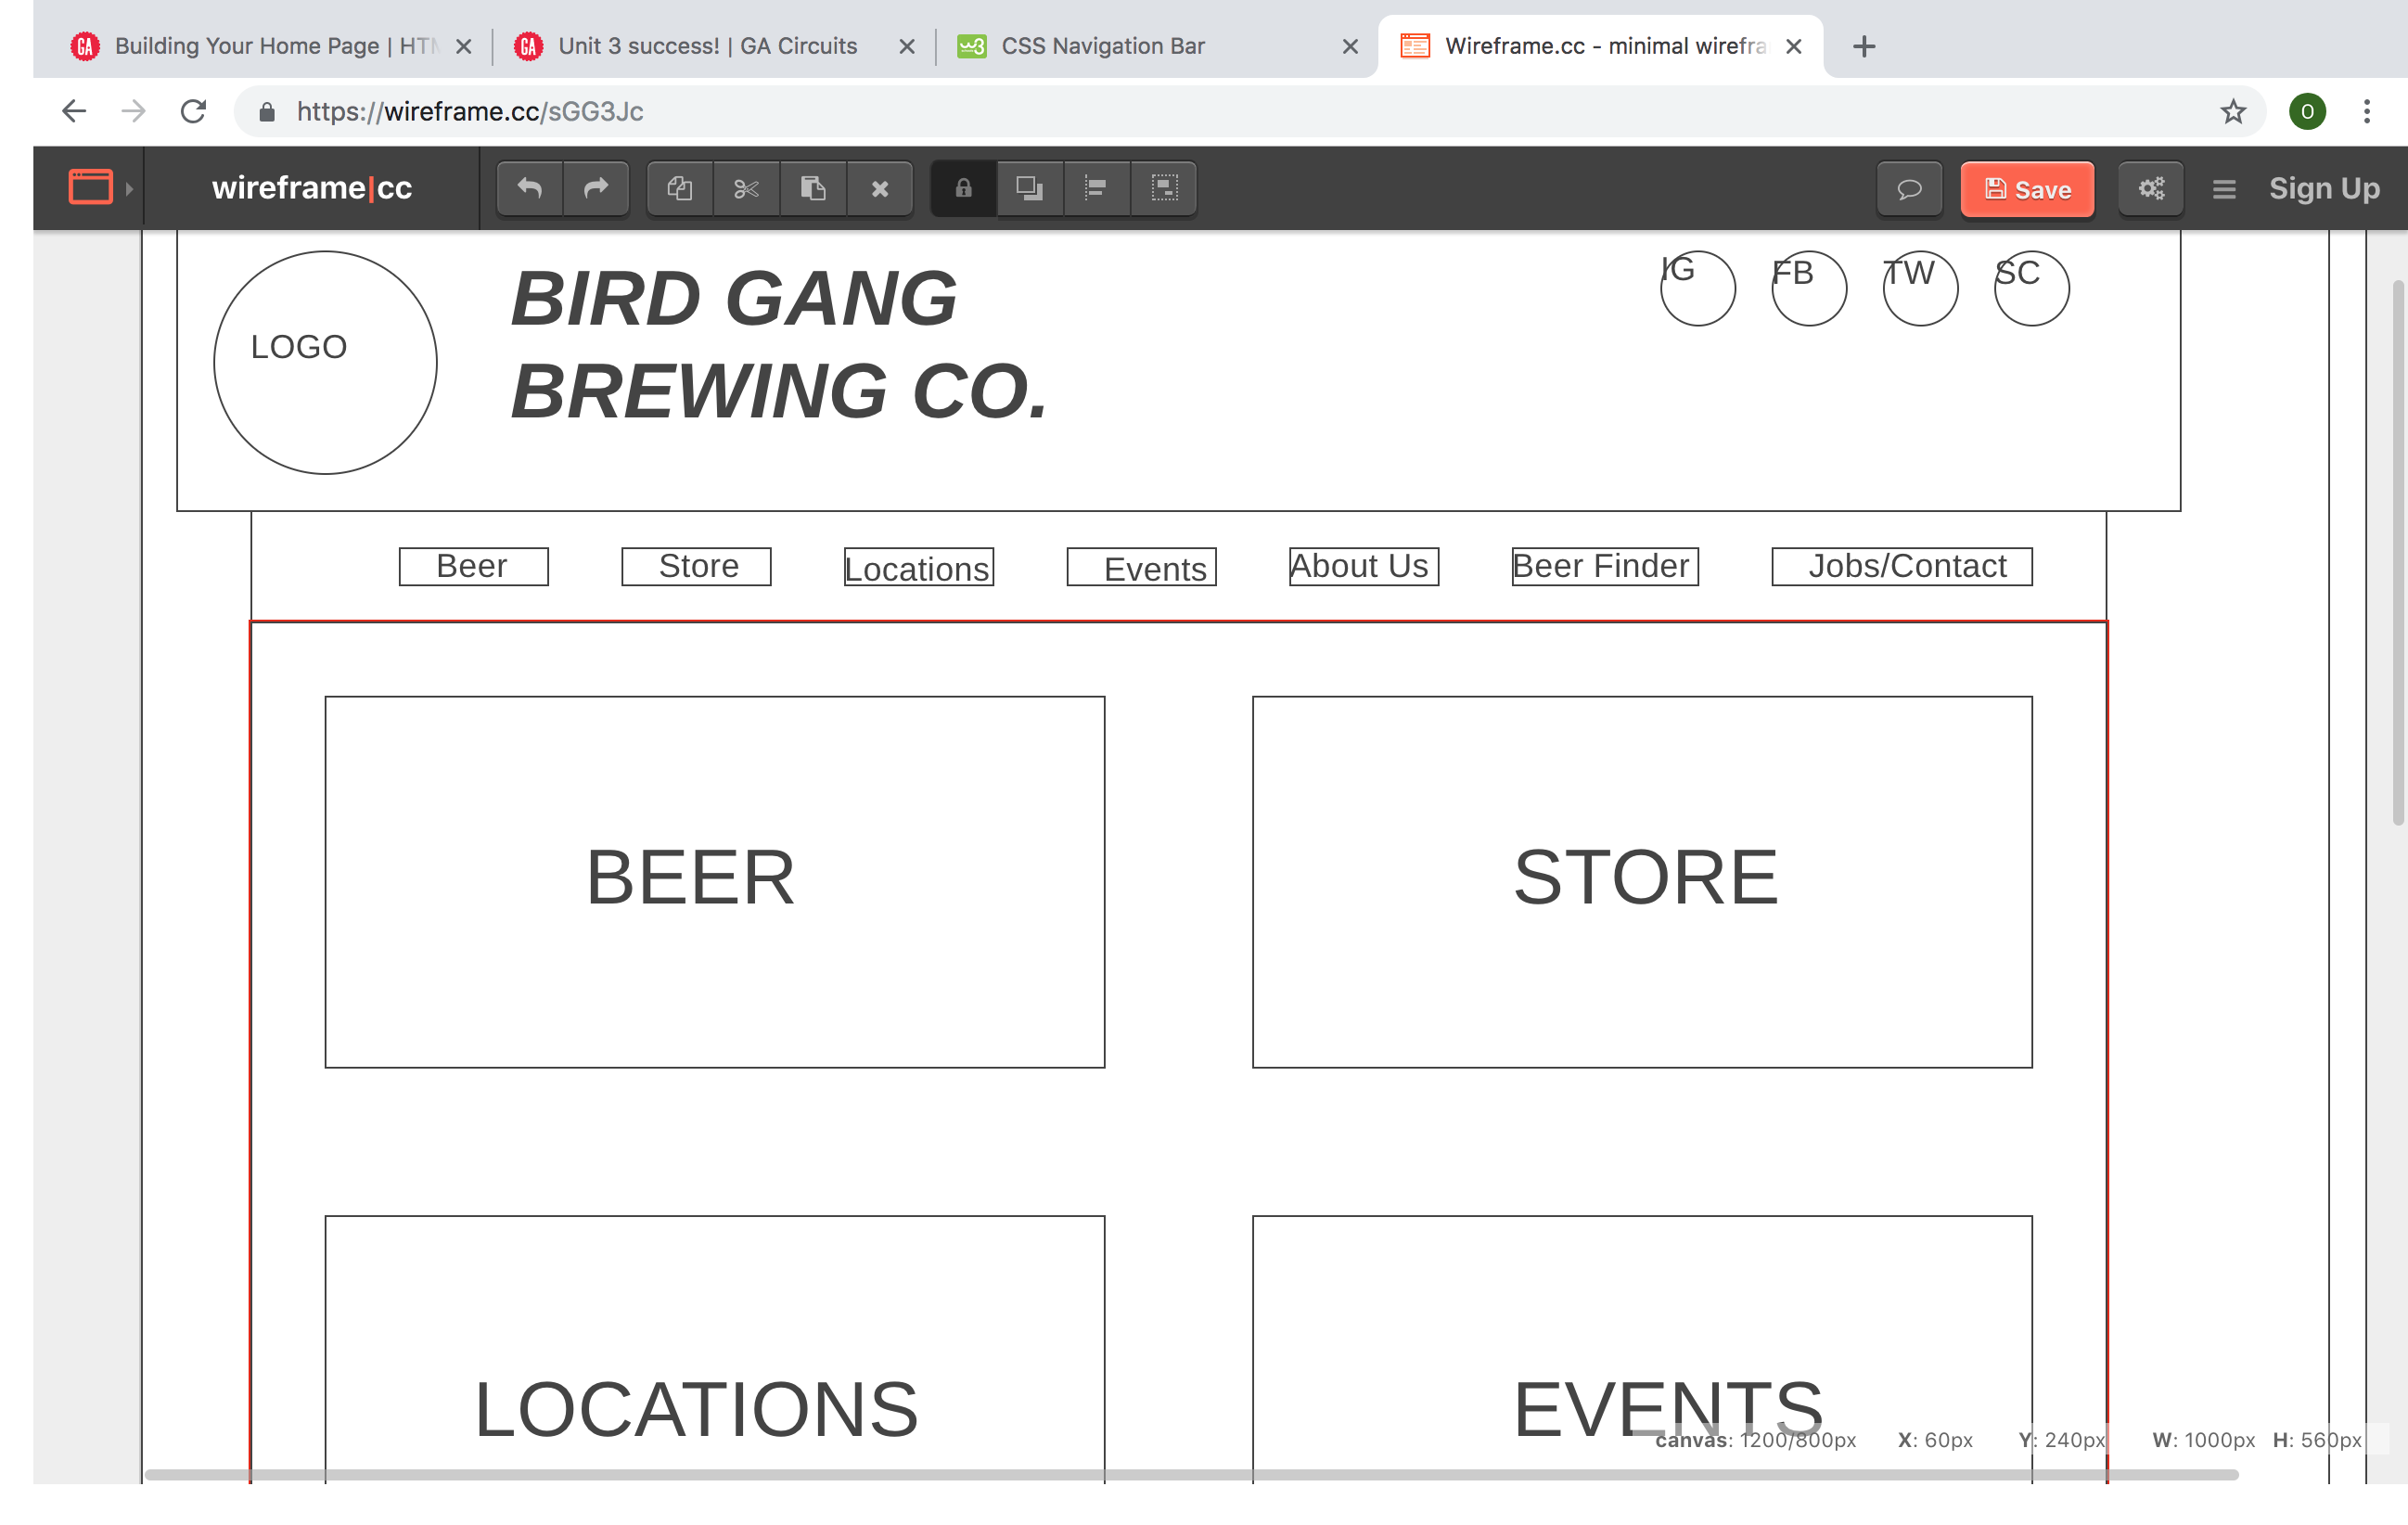 Building Your Home Page | HTM
Unit 3 success! | GA Circuits
CSS Navigation Bar
Wireframe.cc - minimal wirefra
https://wireframe.cc/sGG3Jc
O
wireframe|cc
Save
Sign Up
LOGO
BIRD GANG
BREWING CO.
IG FB TW SC
Beer Store Locations Events About Us Beer Finder Jobs/Contact
BEER STORE
LOCATIONS EVENTS
canvas: 1200/800px X: 60px Y: 240px W: 1000px H: 560px